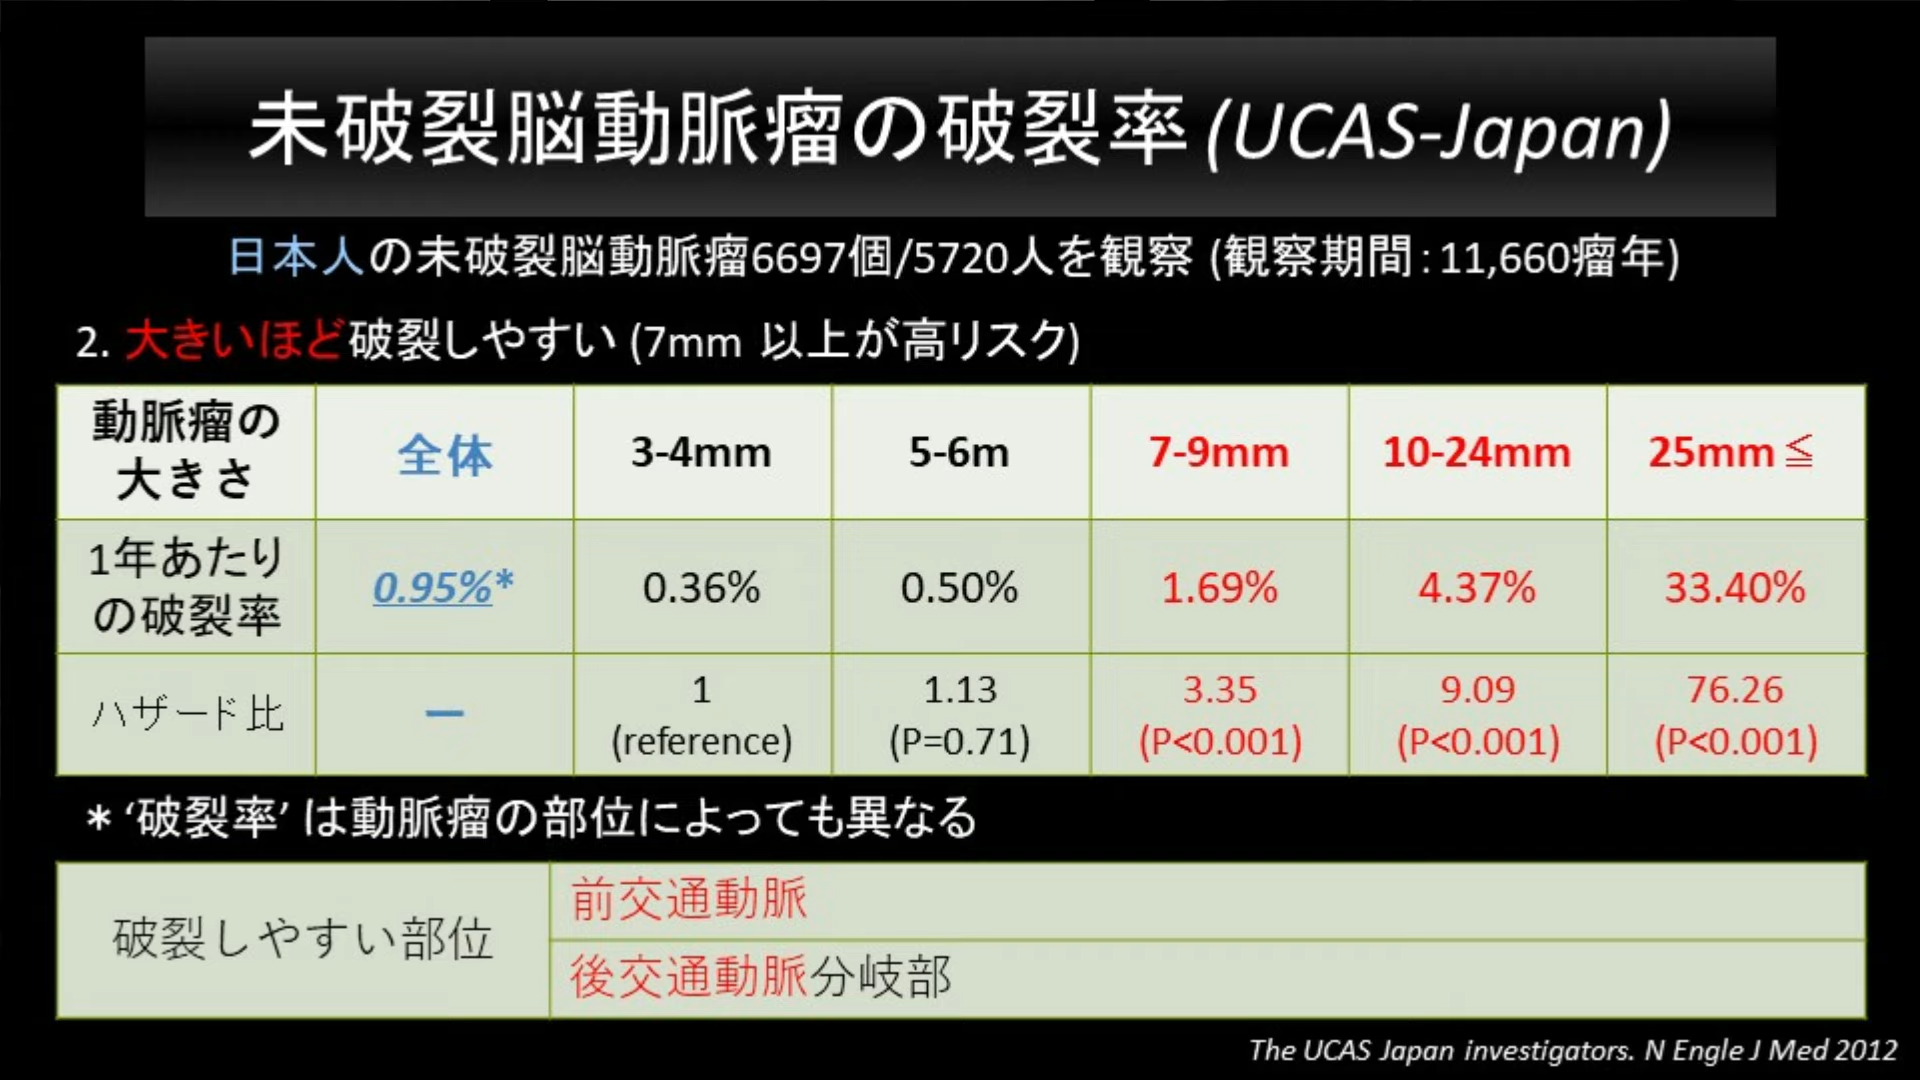 未破裂脳動脈瘤の破裂率 (UCAS-Japan)
日本人の未破裂脳動脈瘤6697個/5720人を観察 (観察期間：11,660瘤年)
2. 大きいほど破裂しやすい (7mm 以上が高リスク)
動脈瘤の
大きさ
全体
3-4mm
5-6m
7-9mm
10-24mm
25mm≦
1年あたり
の破裂率
0.95%*
0.36%
0.50%
1.69%
4.37%
33.40%
ハザード比
ー
1
(reference)
1.13
(P=0.71)
3.35
(P<0.001)
9.09
(P<0.001)
76.26
(P<0.001)
* ‘破裂率’ は動脈瘤の部位によっても異なる
破裂しやすい部位
前交通動脈
後交通動脈分岐部
The UCAS Japan investigators. N Engle J Med 2012